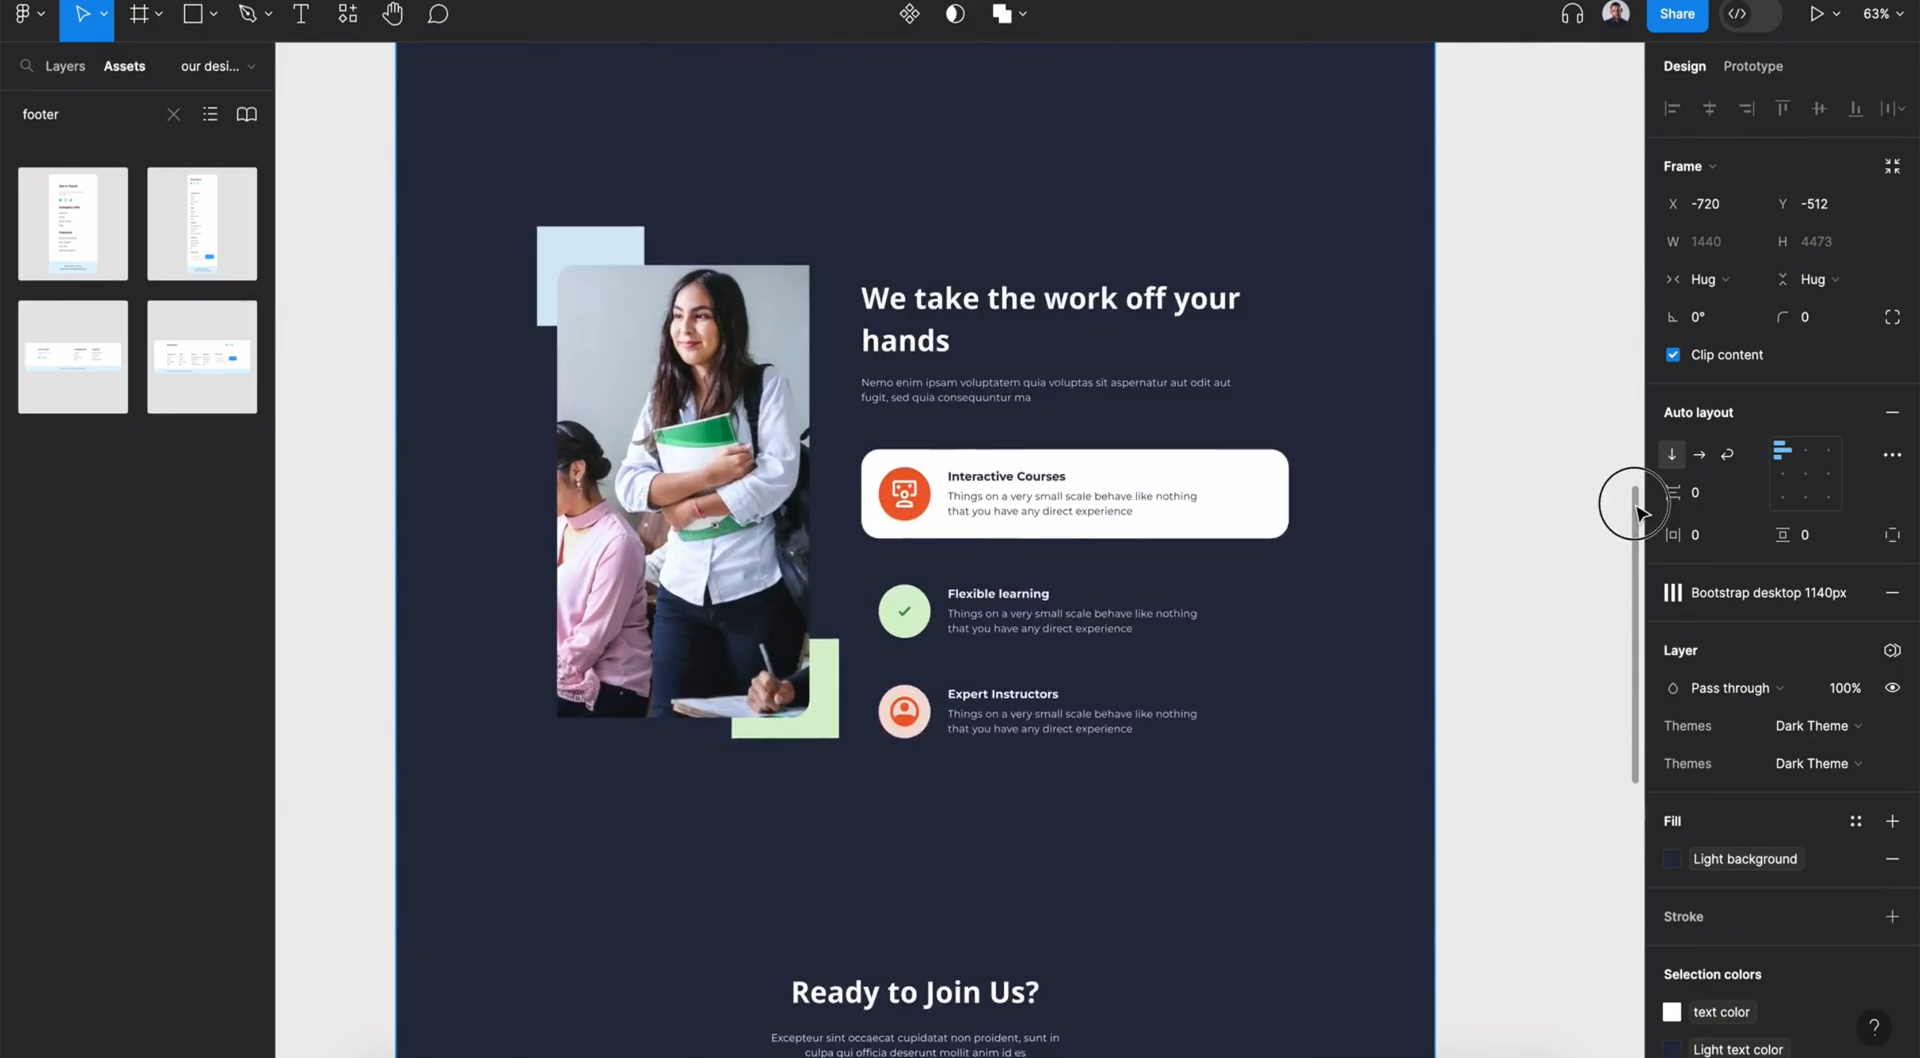 Share
63%
Layers
Assets
our desi...
footer
We take the work off your
hands
Nemo enim ipsam voluptatem quia voluptas sit aspernatur aut odit aut
fugit, sed quia consequuntur ma
Interactive Courses
Things on a very small scale behave like nothing
that you have any direct experience
Flexible learning
Things on a very small scale behave like nothing
that you have any direct experience
Expert Instructors
Things on a very small scale behave like nothing
that you have any direct experience
Ready to Join Us?
Excepteur sint occaecat cupidatat non proident, sunt in
culpa qui officia deserunt mollit anim id es
Design
Prototype
Frame
X -720
Y -512
W 1440
H 4473
Hug
Hug
0°
0
Clip content
Auto layout
0
0
0
Bootstrap desktop 1140px
Layer
Pass through
100%
Themes
Dark Theme
Themes
Dark Theme
Fill
Light background
Stroke
Selection colors
text color
Light text color
?